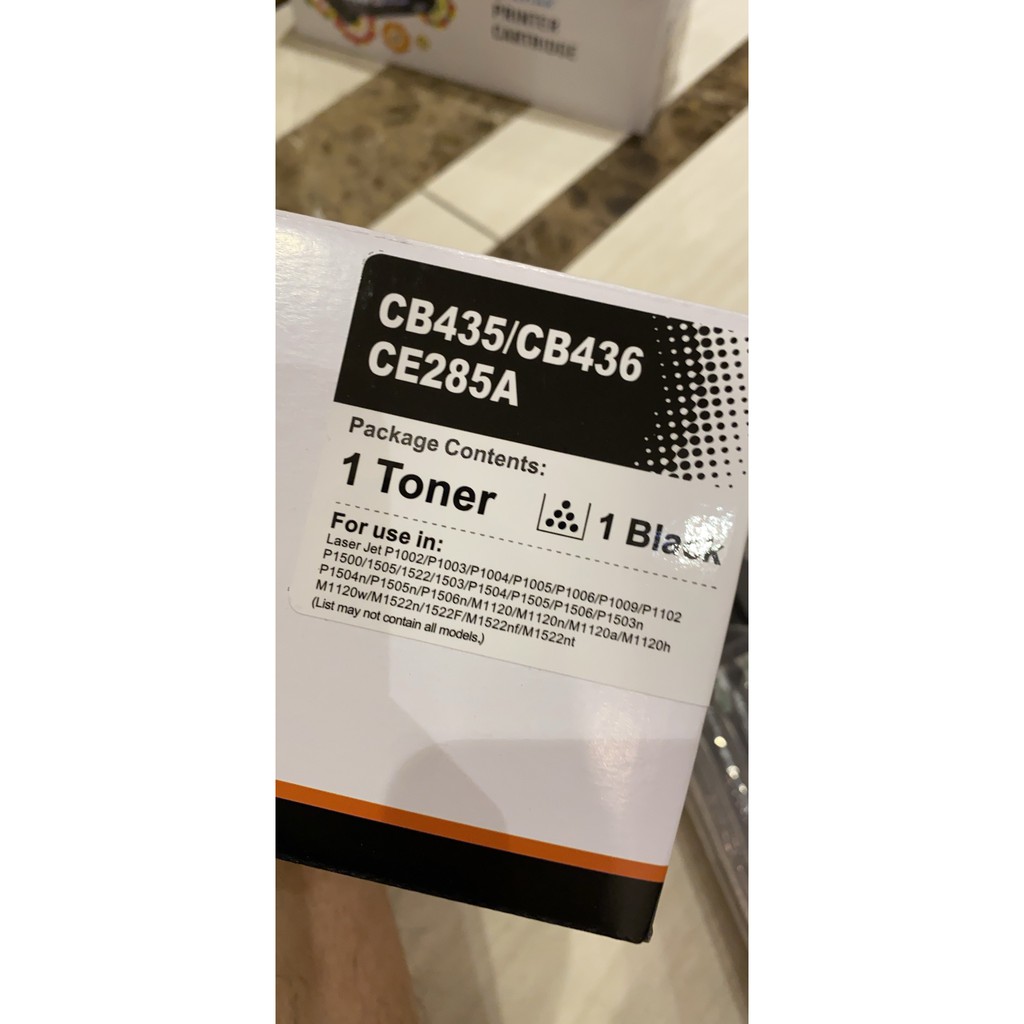 PRINTER
CARTRIDGE
CB435/CB436
CE285A
Package Contents:
1 Toner
1 Black
For use in:
Laser Jet P1002/P1003/P1004/P1005/P1006/P1009/P1102
P1500/1505/1522/1503/P1504/P1505/P1506/P1503n
P1504n/P1505n/P1506n/M1120/M1120n/M1120a/M1120h
M1120w/M1522n/1522F/M1522nf/M1522nt
(List may not contain all models,)